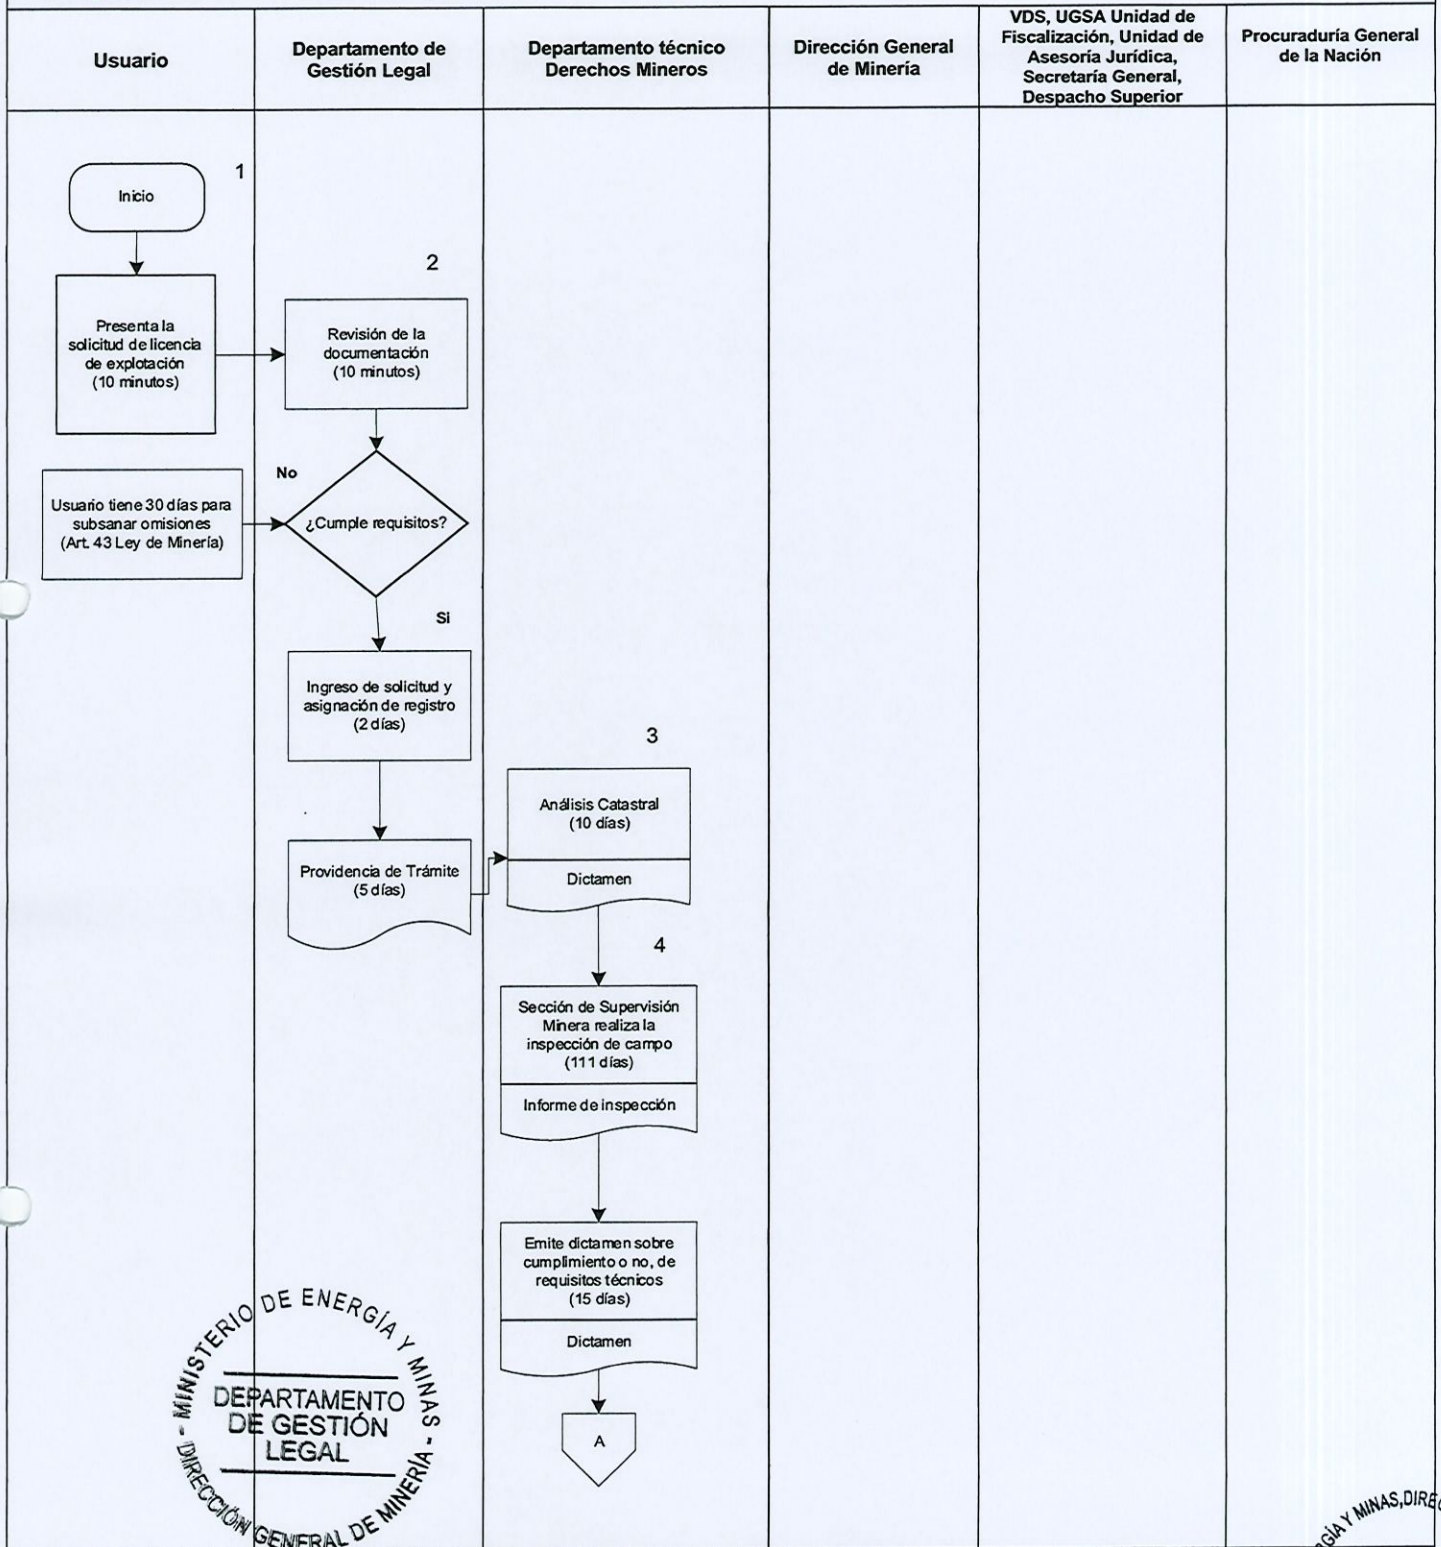 Usuario
Departamento de
Gestión Legal
Departamento técnico
Derechos Mineros
Dirección General
de Minería
VDS, UGSA Unidad de
Fiscalización, Unidad de
Asesoría Jurídica,
Secretaría General,
Despacho Superior
Procuraduría General
de la Nación
1
Inicio
2
Presenta la
solicitud de licencia
de explotación
(10 minutos)
Revisión de la
documentación
(10 minutos)
No
Usuario tiene 30 días para
subsanar omisiones
(Art. 43 Ley de Minería)
¿Cumple requisitos?
Si
Ingreso de solicitud y
asignación de registro
(2 días)
3
Análisis Catastral
(10 días)
Dictamen
Providencia de Trámite
(5 días)
4
Sección de Supervisión
Minera realiza la
inspección de campo
(111 días)
Informe de inspección
Emite dictamen sobre
cumplimiento o no, de
requisitos técnicos
(15 días)
Dictamen
A
MINISTERIO DE ENERGÍA Y MINAS -
DEPARTAMENTO
DE GESTIÓN
LEGAL
- DIRECCIÓN GENERAL DE MINERÍA
Y MINAS,